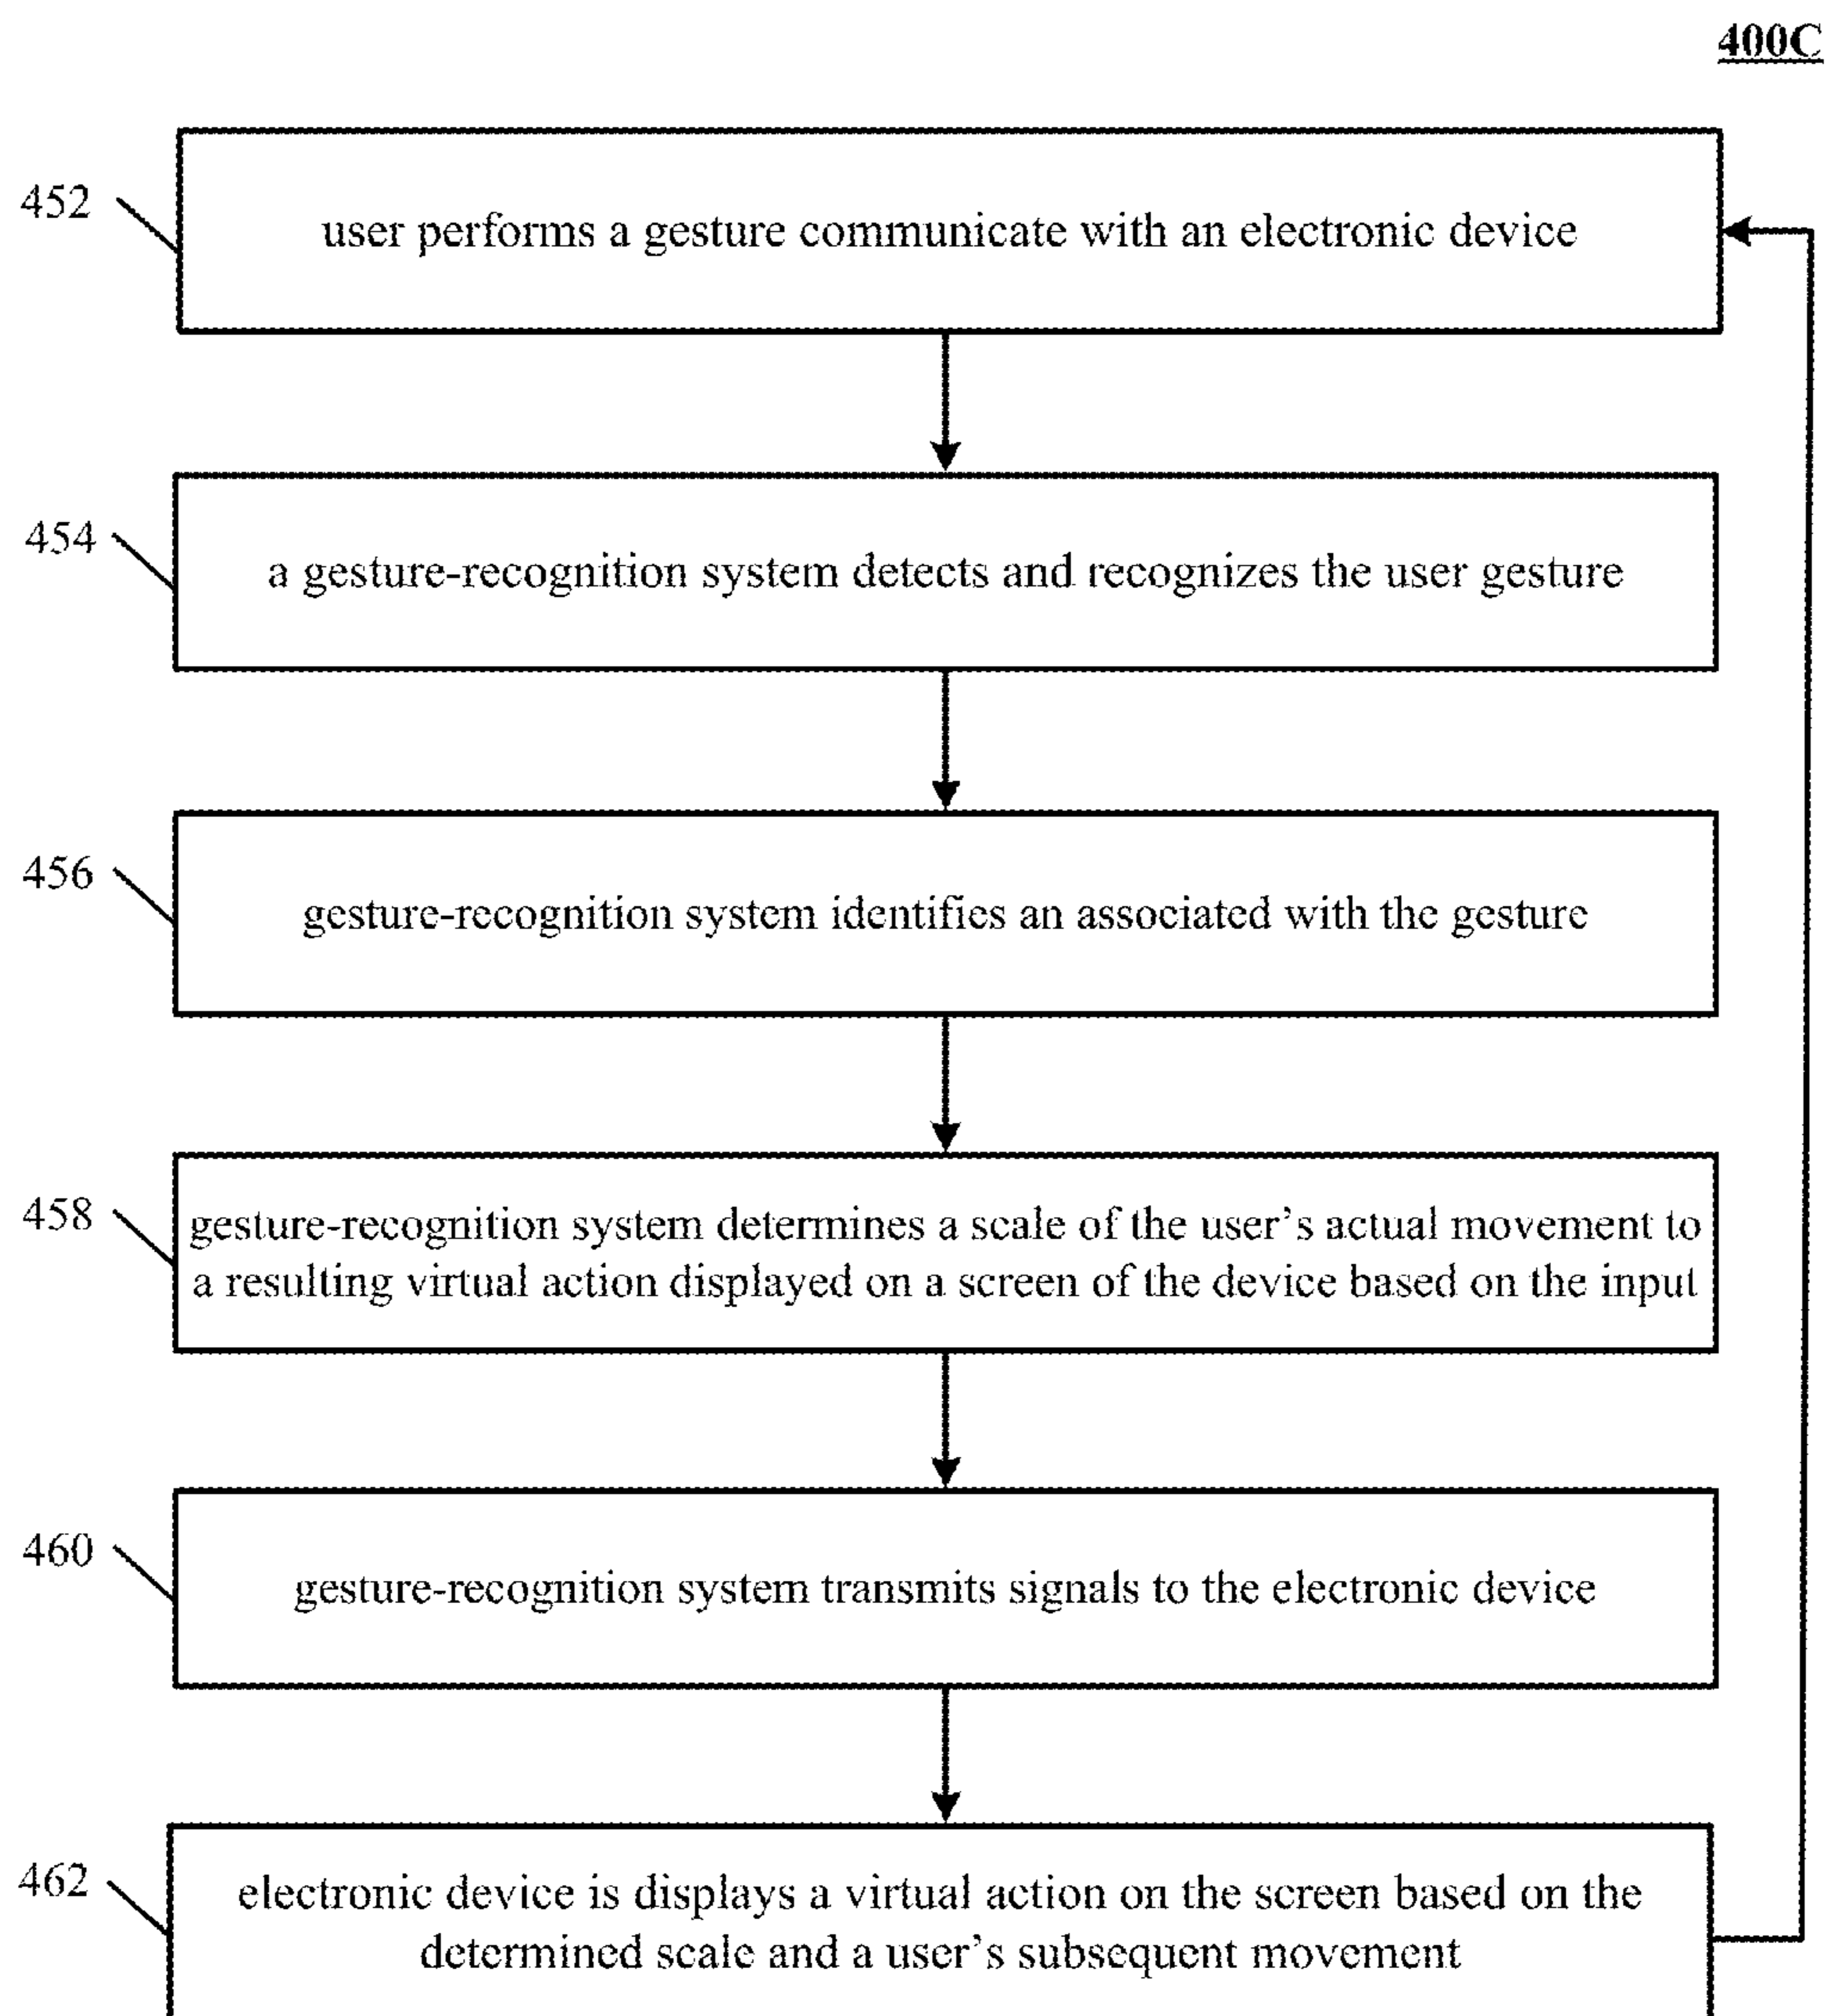 400C
452
user performs a gesture communicate with an electronic device
454
a gesture-recognition system detects and recognizes the user gesture
456
gesture-recognition system identifies an associated with the gesture
458
gesture-recognition system determines a scale of the user’s actual movement to
a resulting virtual action displayed on a screen of the device based on the input
460
gesture-recognition system transmits signals to the electronic device
462
electronic device is displays a virtual action on the screen based on the
determined scale and a user’s subsequent movement